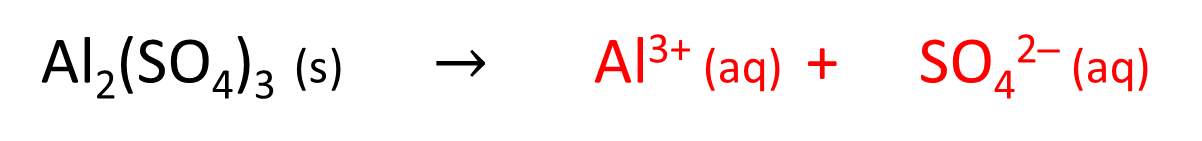 Al₂(SO₄)₃ (s) → Al³⁺ (aq) + SO₄²⁻ (aq)